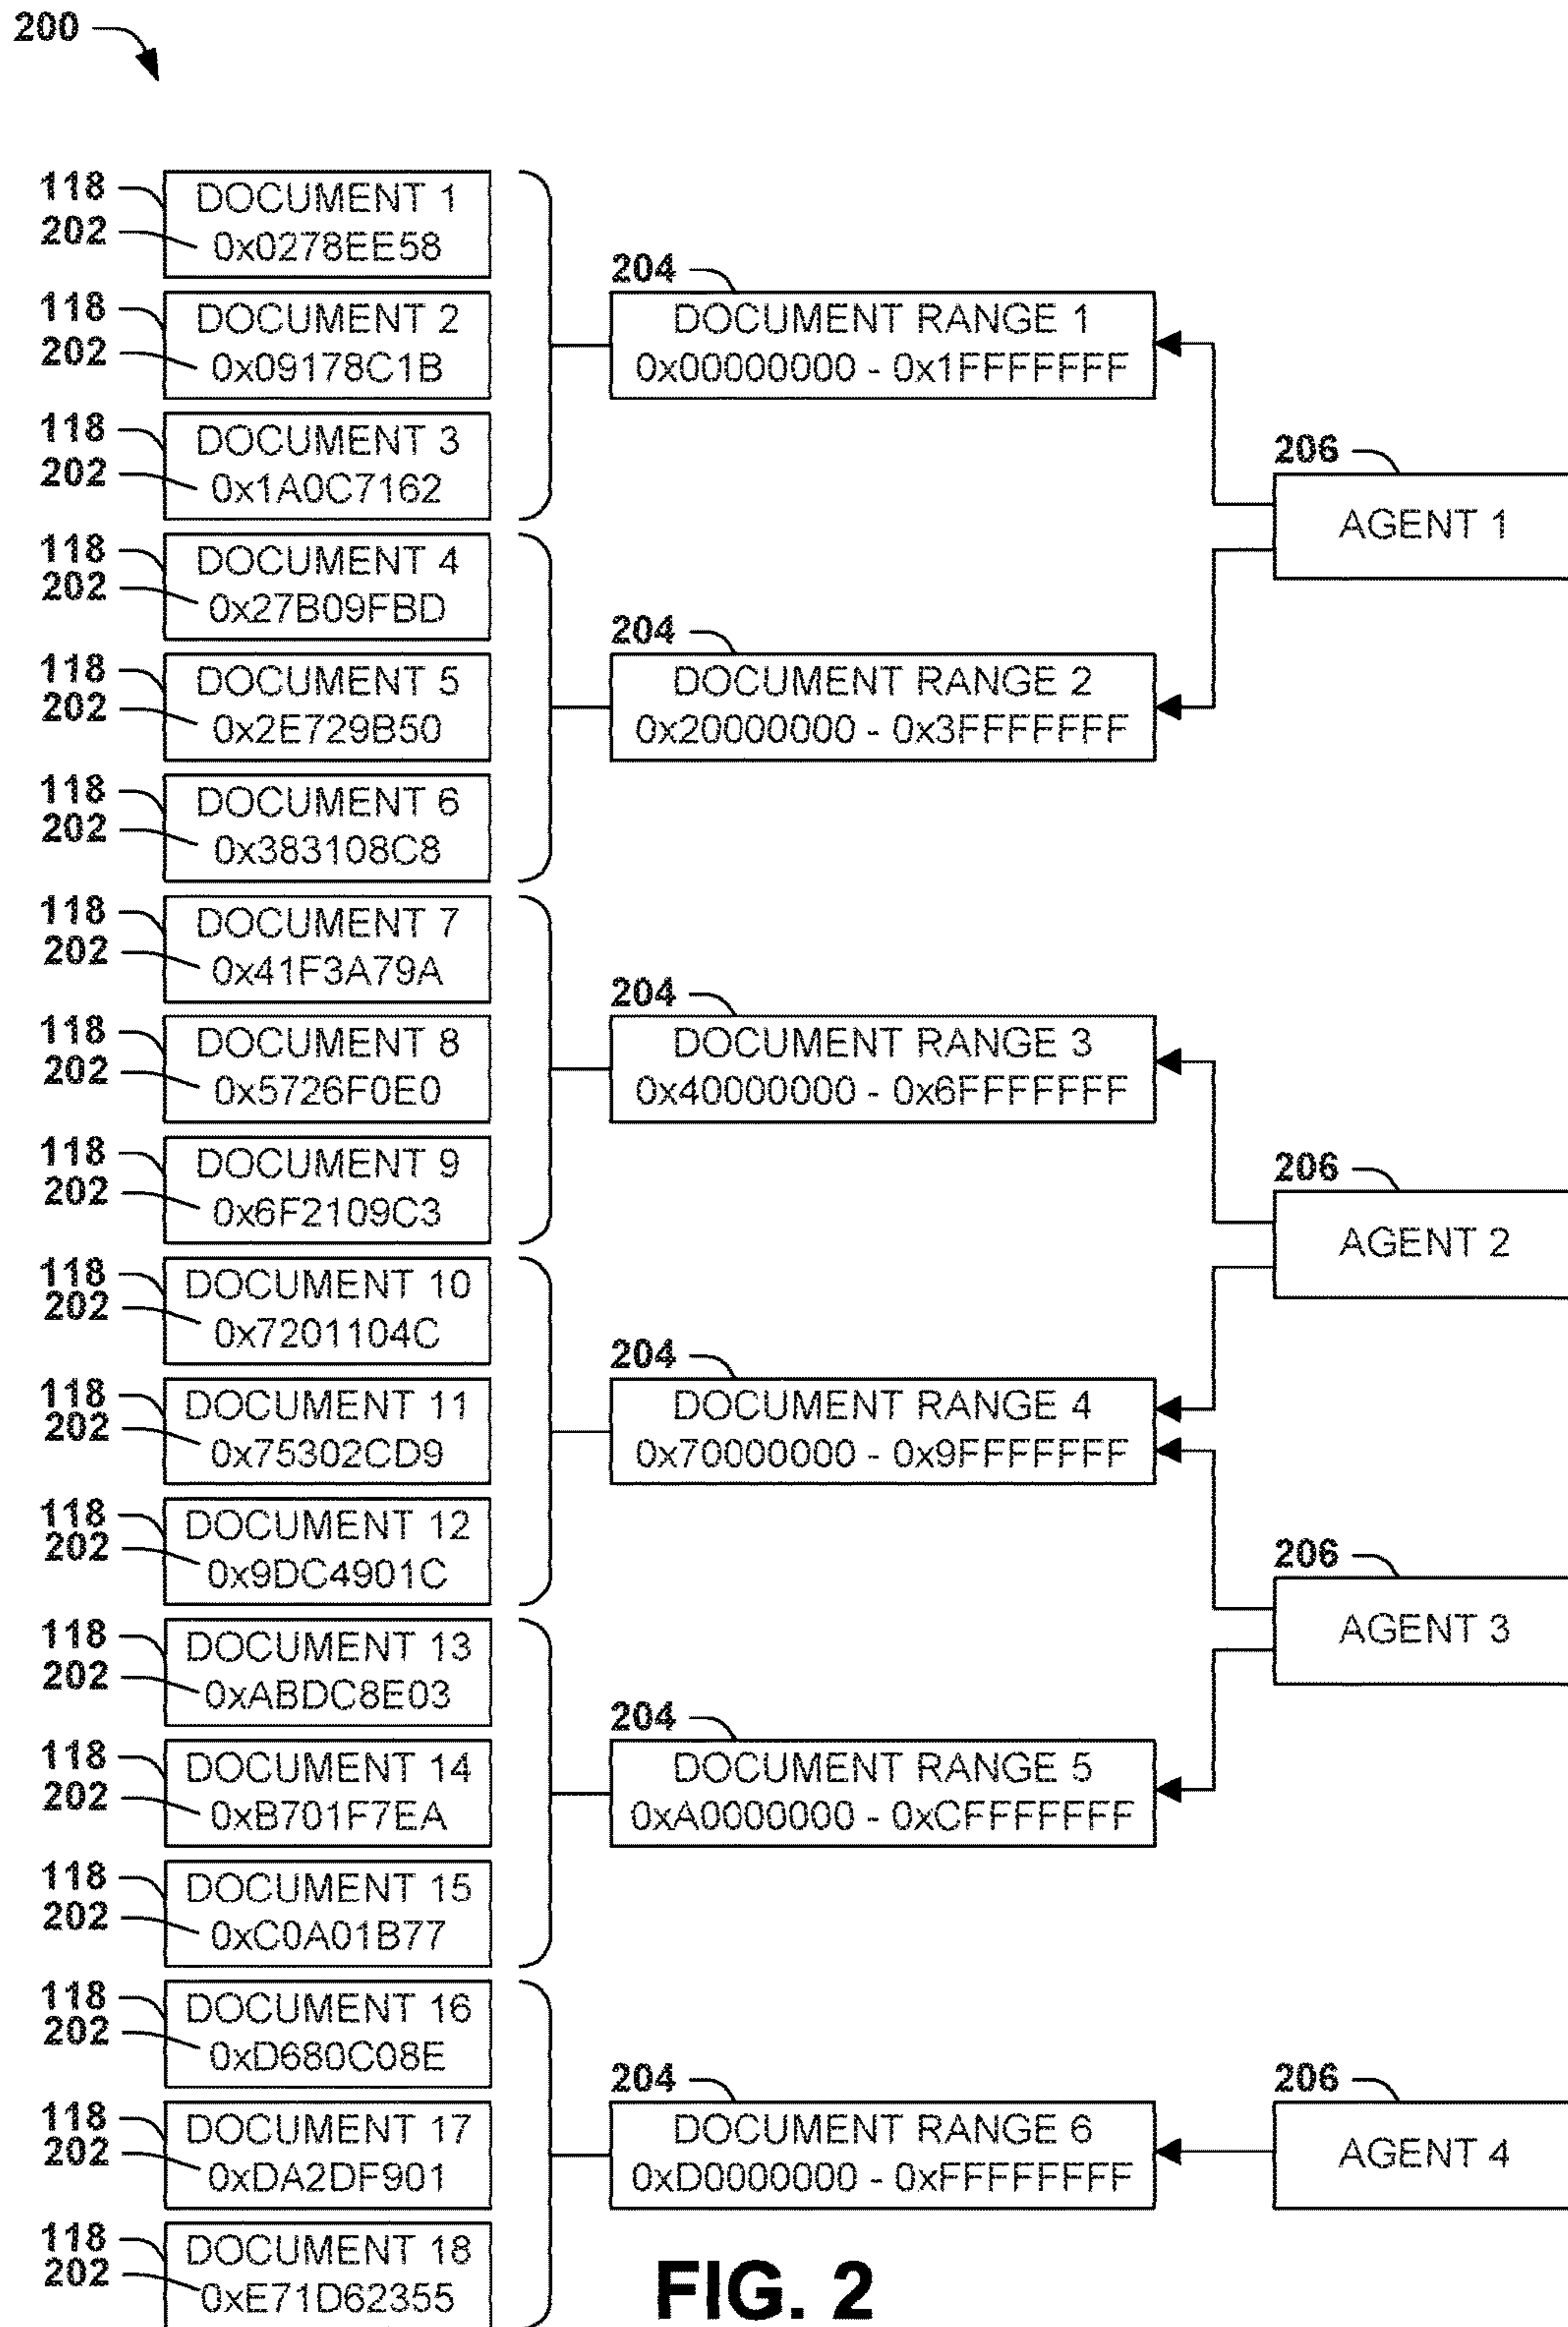 200
118
DOCUMENT 1
202
0x0278EE58
118
DOCUMENT 2
202
0x09178C1B
118
DOCUMENT 3
202
0x1A0C7162
204
DOCUMENT RANGE 1
0x00000000 - 0x1FFFFFFF
206
AGENT 1
118
DOCUMENT 4
202
0x27B09FBD
118
DOCUMENT 5
202
0x2E729B50
118
DOCUMENT 6
202
0x383108C8
204
DOCUMENT RANGE 2
0x20000000 - 0x3FFFFFFF
118
DOCUMENT 7
202
0x41F3A79A
118
DOCUMENT 8
202
0x5726F0E0
118
DOCUMENT 9
202
0x6F2109C3
204
DOCUMENT RANGE 3
0x40000000 - 0x6FFFFFFF
206
AGENT 2
118
DOCUMENT 10
202
0x7201104C
118
DOCUMENT 11
202
0x75302CD9
118
DOCUMENT 12
202
0x9DC4901C
204
DOCUMENT RANGE 4
0x70000000 - 0x9FFFFFFF
206
AGENT 3
118
DOCUMENT 13
202
0xABDC8E03
118
DOCUMENT 14
202
0xB701F7EA
118
DOCUMENT 15
202
0xC0A01B77
204
DOCUMENT RANGE 5
0xA0000000 - 0xCFFFFFFF
118
DOCUMENT 16
202
0xD680C08E
118
DOCUMENT 17
202
0xDA2DF901
118
DOCUMENT 18
202
0xE71D62355
204
DOCUMENT RANGE 6
0xD0000000 - 0xFFFFFFFF
206
AGENT 4
FIG. 2